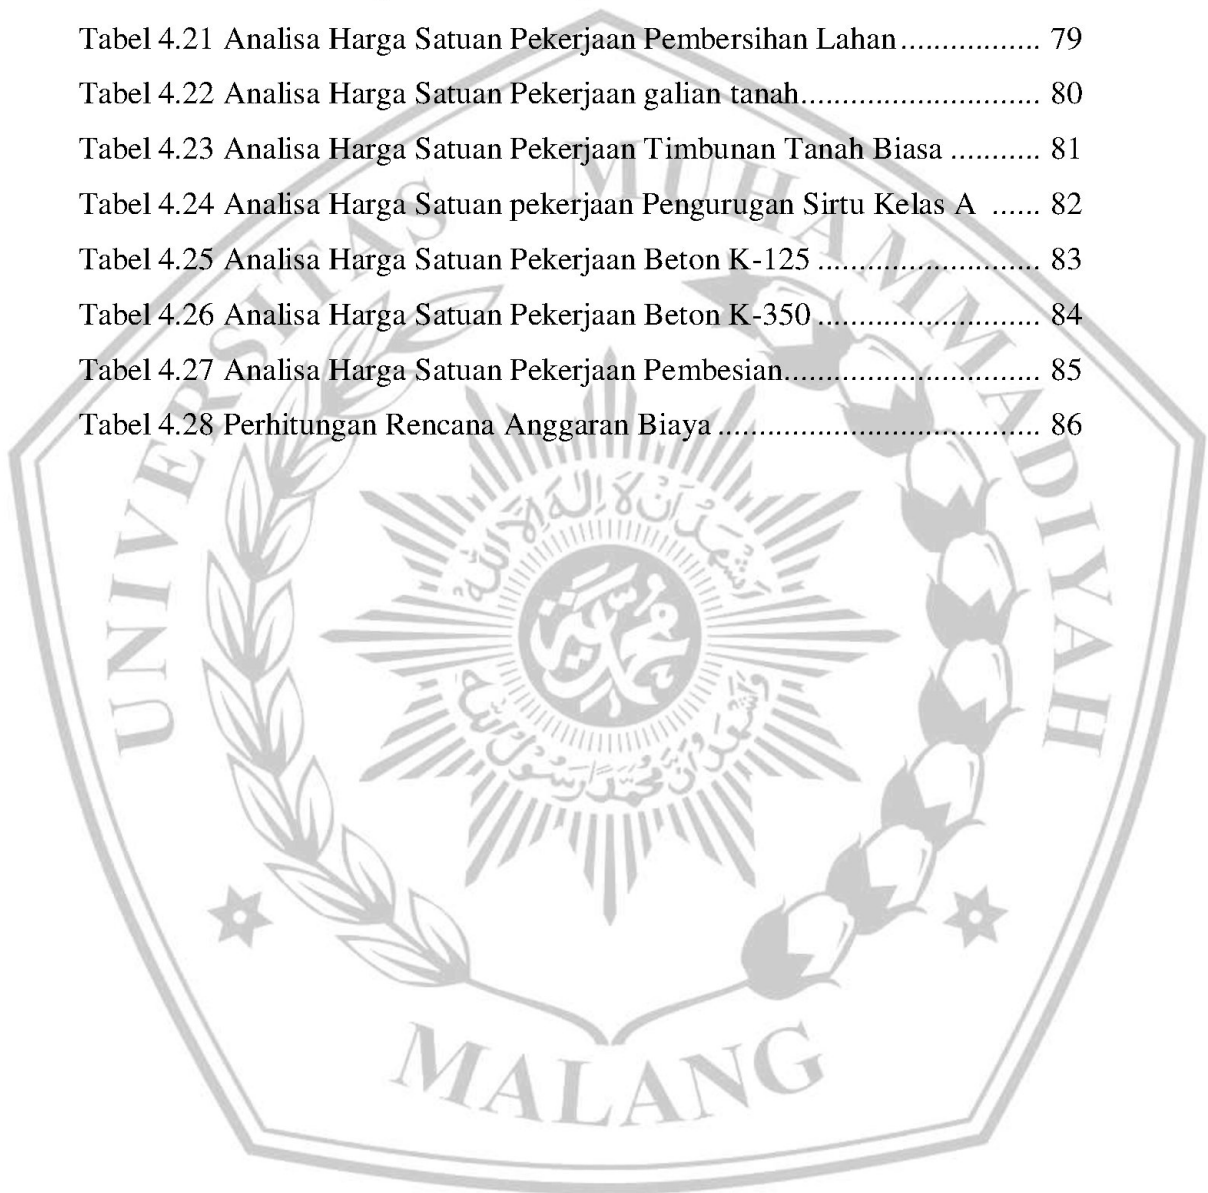 Tabel 4.21 Analisa Harga Satuan Pekerjaan Pembersihan Lahan ................. 79
Tabel 4.22 Analisa Harga Satuan Pekerjaan galian tanah............................. 80
Tabel 4.23 Analisa Harga Satuan Pekerjaan Timbunan Tanah Biasa ........... 81
Tabel 4.24 Analisa Harga Satuan pekerjaan Pengurugan Sirtu Kelas A ...... 82
Tabel 4.25 Analisa Harga Satuan Pekerjaan Beton K-125 ........................... 83
Tabel 4.26 Analisa Harga Satuan Pekerjaan Beton K-350 ........................... 84
Tabel 4.27 Analisa Harga Satuan Pekerjaan Pembesian............................... 85
Tabel 4.28 Perhitungan Rencana Anggaran Biaya ....................................... 86
UNIVERSITAS MUHAMMADIYAH
MALANG